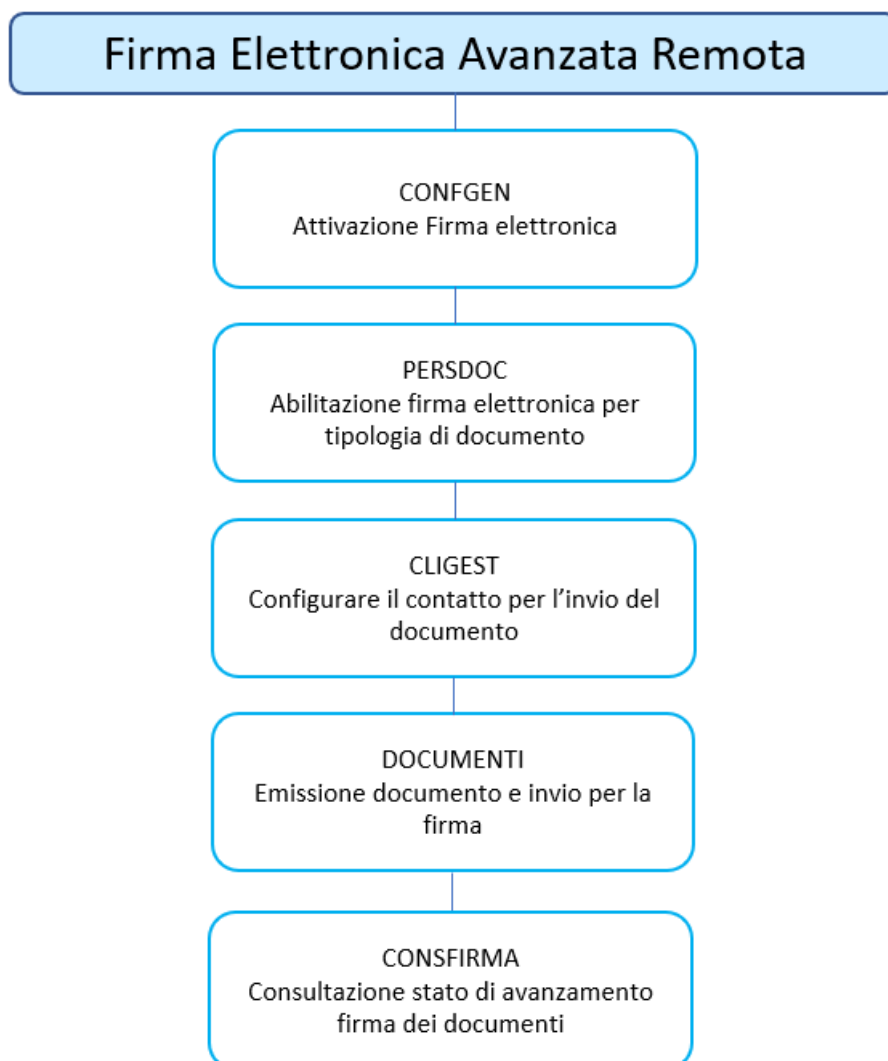 Firma Elettronica Avanzata Remota
CONFGEN
Attivazione Firma elettronica
PERSDOC
Abilitazione firma elettronica per
tipologia di documento
CLIGEST
Configurare il contatto per l’invio del
documento
DOCUMENTI
Emissione documento e invio per la
firma
CONSFIRMA
Consultazione stato di avanzamento
firma dei documenti